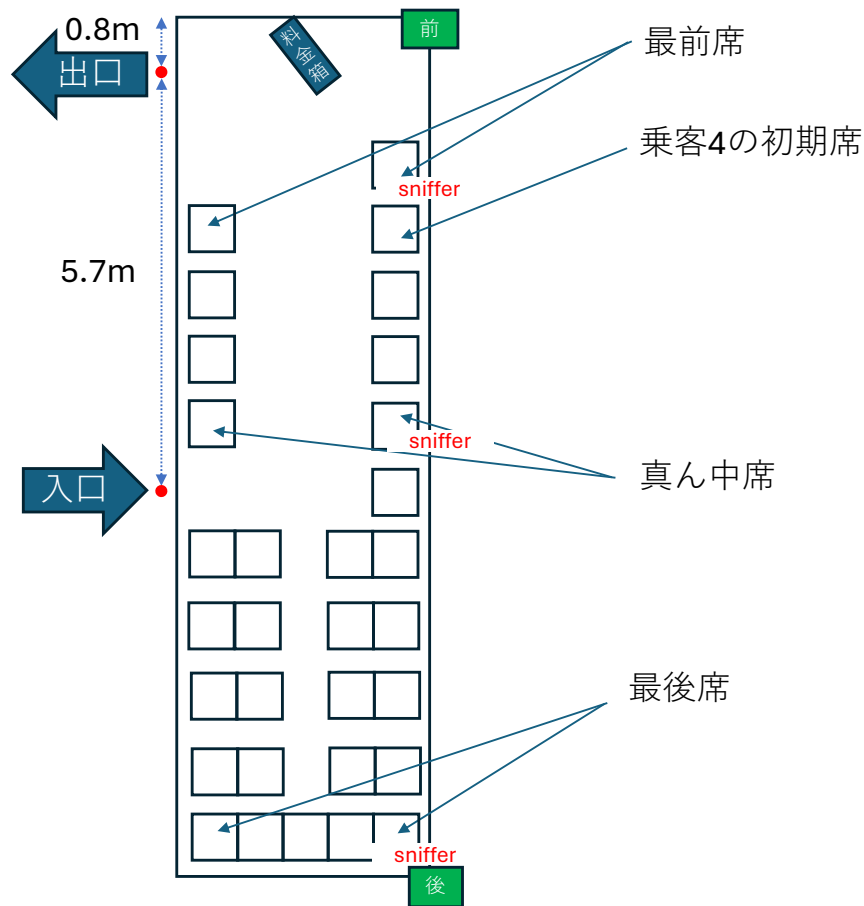 0.8m
前
料金箱
最前席
出口
乗客4の初期席
sniffer
5.7m
sniffer
真ん中席
入口
最後席
sniffer
後